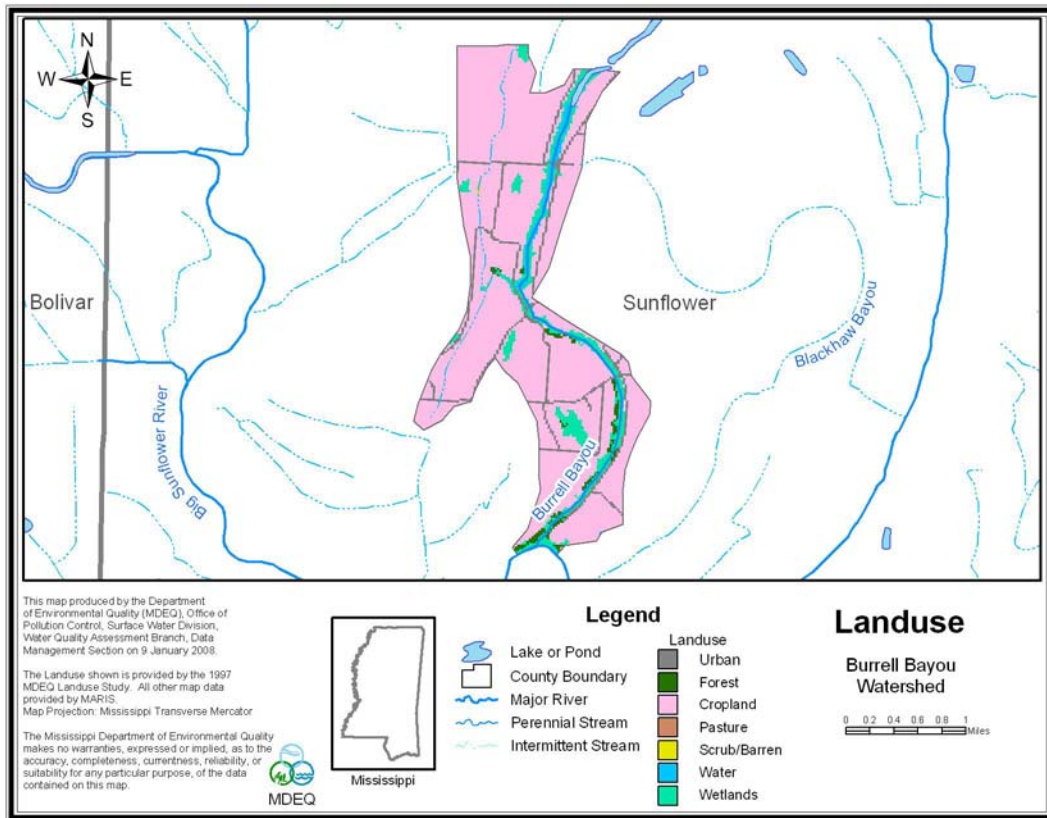 N
W E
S
Bolivar
Sunflower
Big Sunflower River
Burrell Bayou
Blackhaw Bayou
This map produced by the Department
of Environmental Quality (MDEQ), Office of
Pollution Control, Surface Water Division,
Water Quality Assessment Branch, Data
Management Section on 9 January 2008.
The Landuse shown is provided by the 1997
MDEQ Landuse Study. All other map data
provided by MARIS.
Map Projection: Mississippi Transverse Mercator
The Mississippi Department of Environmental Quality
makes no warranties, expressed or implied, as to the
accuracy, completeness, currentness, reliability, or
suitability for any particular purpose, of the data
contained on this map.
MDEQ
Mississippi
Legend
Lake or Pond
County Boundary
Major River
Perennial Stream
Intermittent Stream
Landuse
Urban
Forest
Cropland
Pasture
Scrub/Barren
Water
Wetlands
Landuse
Burrell Bayou
Watershed
0 0.2 0.4 0.6 0.8 1
Miles